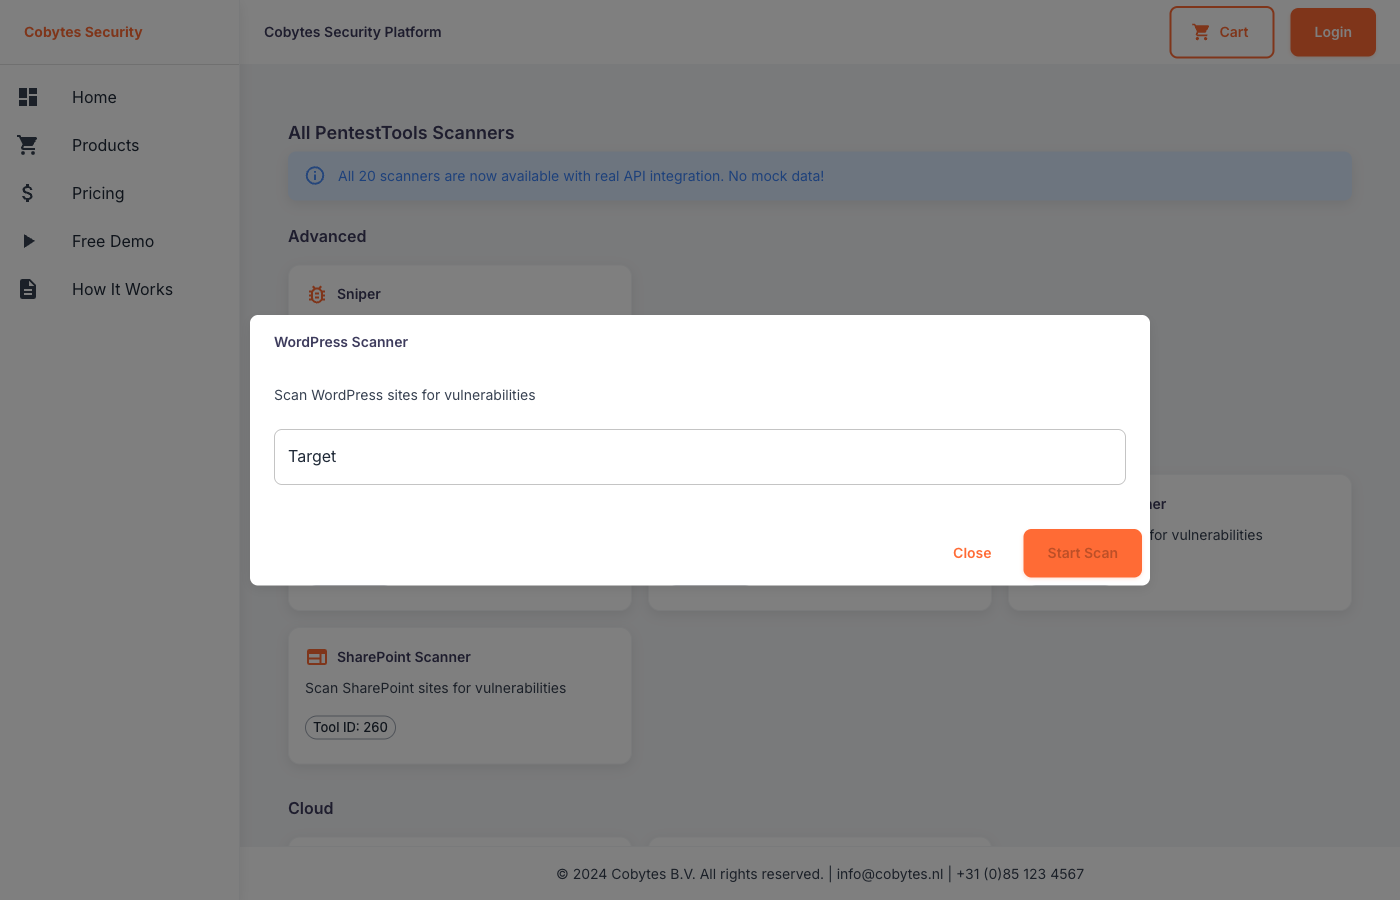 Cobytes Security
Cobytes Security Platform
Cart
Login
Home
Products
Pricing
Free Demo
How It Works
All PentestTools Scanners
All 20 scanners are now available with real API integration. No mock data!
Advanced
Sniper
WordPress Scanner
Scan WordPress sites for vulnerabilities
Target
Close
Start Scan
for vulnerabilities
SharePoint Scanner
Scan SharePoint sites for vulnerabilities
Tool ID: 260
Cloud
© 2024 Cobytes B.V. All rights reserved. | info@cobytes.nl | +31 (0)85 123 4567